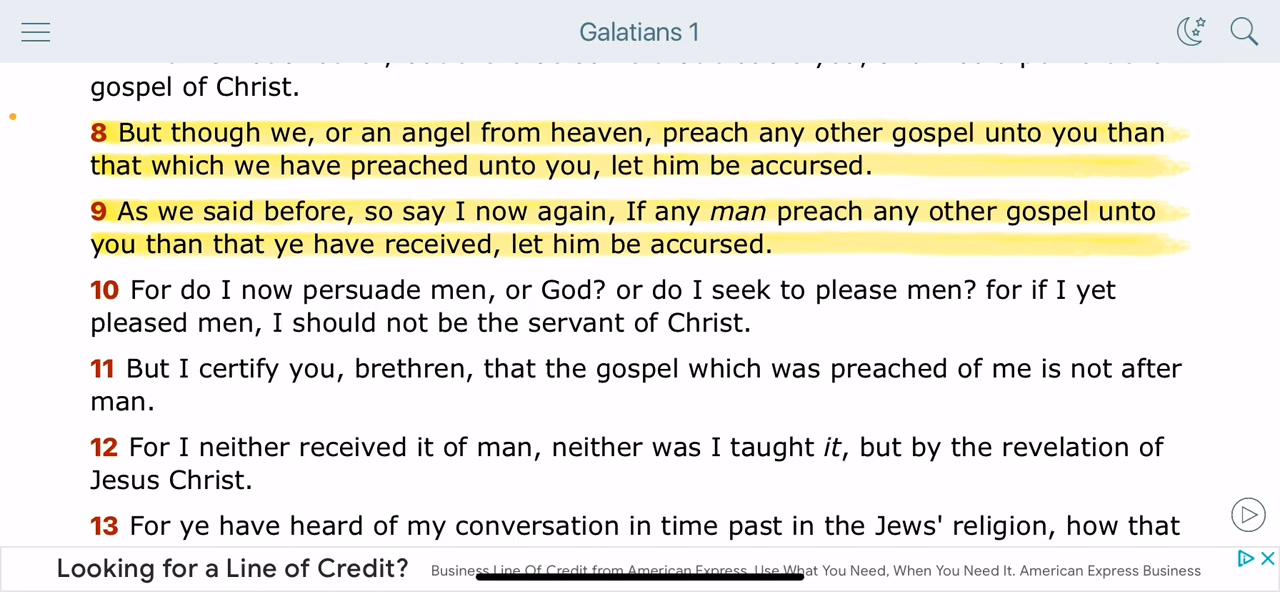 Galatians 1
gospel of Christ.
8 But though we, or an angel from heaven, preach any other gospel unto you than
that which we have preached unto you, let him be accursed.
9 As we said before, so say I now again, If any man preach any other gospel unto
you than that ye have received, let him be accursed.
10 For do I now persuade men, or God? or do I seek to please men? for if I yet
pleased men, I should not be the servant of Christ.
11 But I certify you, brethren, that the gospel which was preached of me is not after
man.
12 For I neither received it of man, neither was I taught it, but by the revelation of
Jesus Christ.
13 For ye have heard of my conversation in time past in the Jews' religion, how that
Looking for a Line of Credit? Business Line Of Credit from American Express. Use What You Need, When You Need It. American Express Business